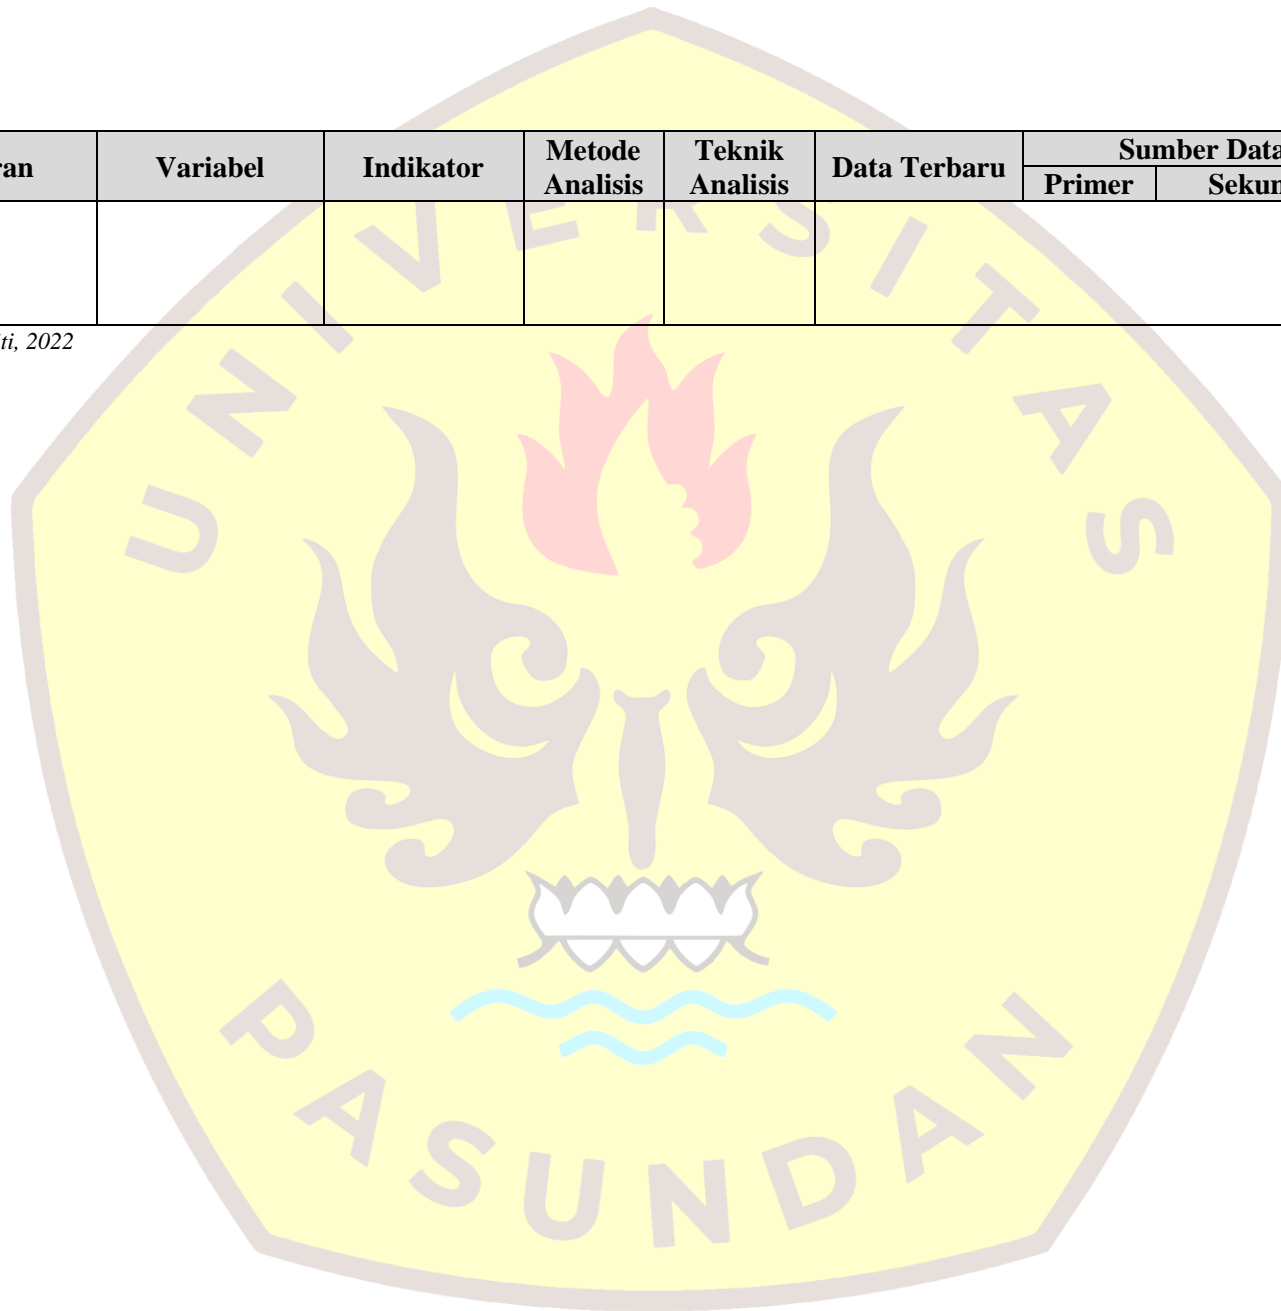 ran Variabel Indikator Metode Analisis Teknik Analisis Data Terbaru Sumber Data
Primer Sekun
ti, 2022
UNIVERSITAS
PASUNDAN